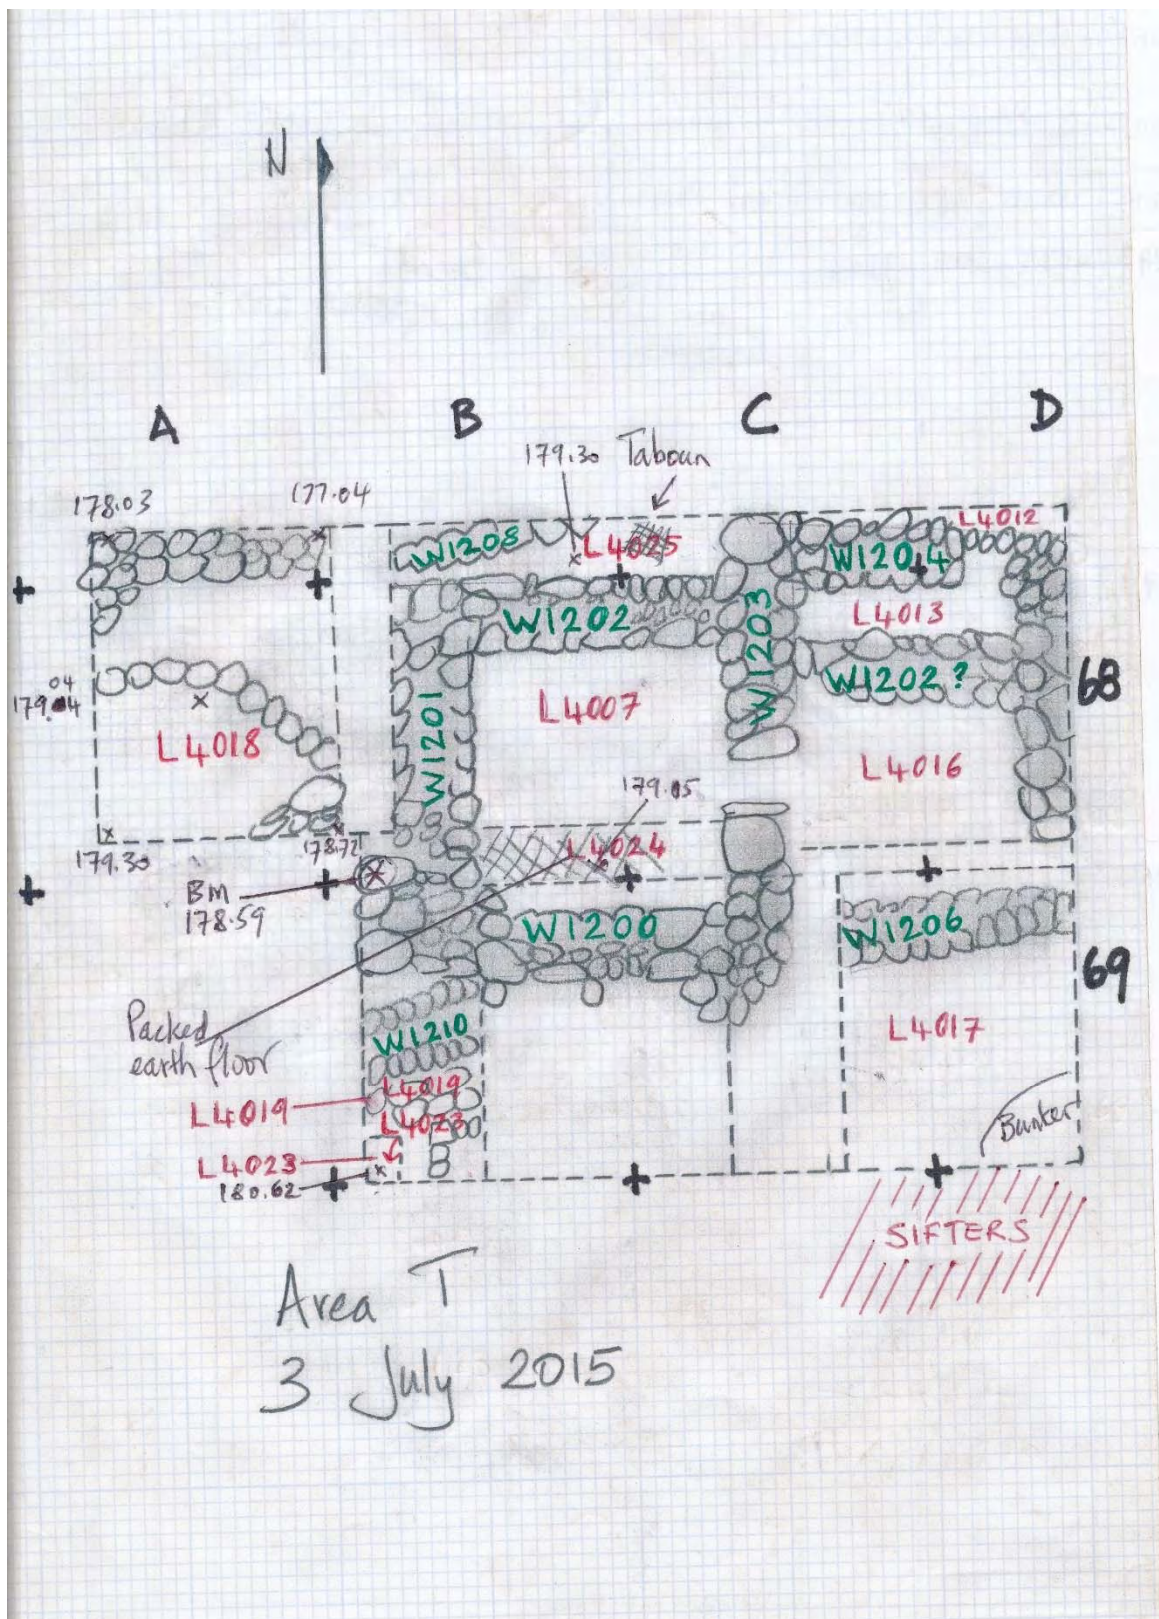 N
A B C D
179.30 Taboun
178.03 177.04
L4012
W1208 L4025 W1204
W1202 W1203 L4013
W1202?
68
04
179.04
W1201 L4007
L4018 L4016
179.05
L4024
179.30 178.72
BM
178.59
W1200 W1206
69
Packed
earth floor
W1210 L4017
L4019 L4019
L4023
Bunker
L4023
B
180.62
SIFTERS
Area T
3 July 2015